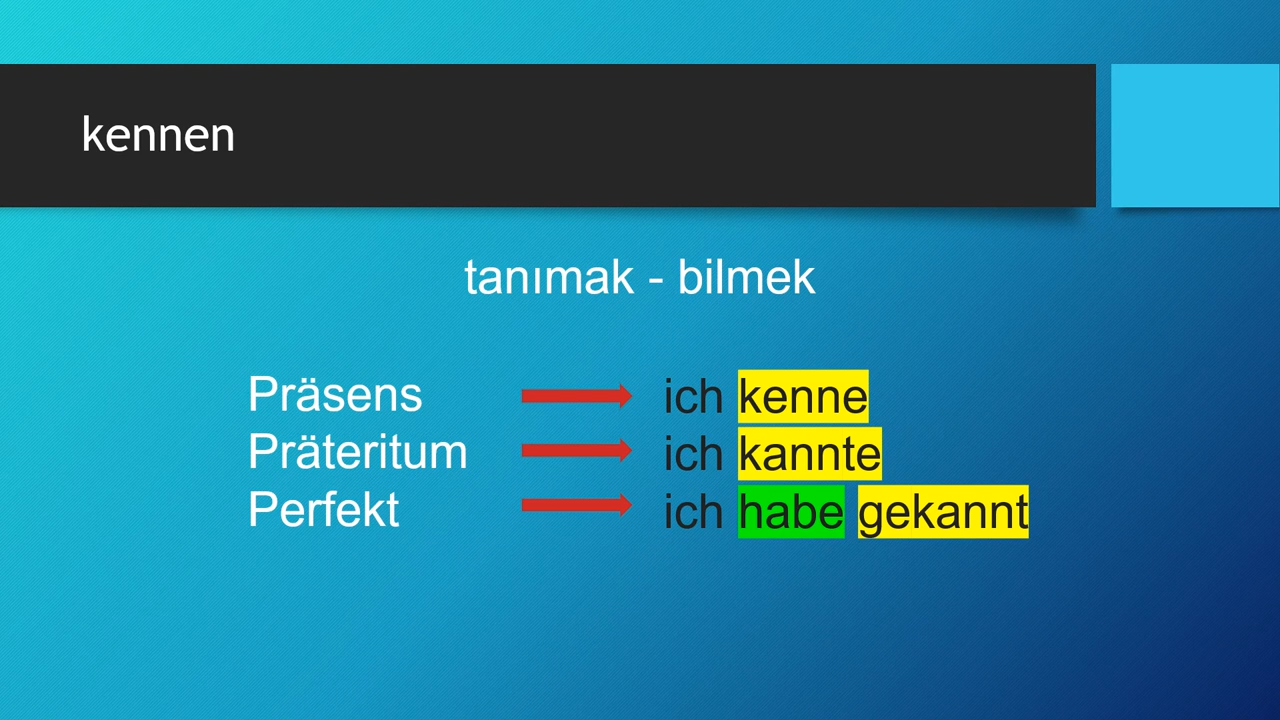 kennen
tanımak - bilmek
Präsens ich kenne
Präteritum ich kannte
Perfekt ich habe gekannt